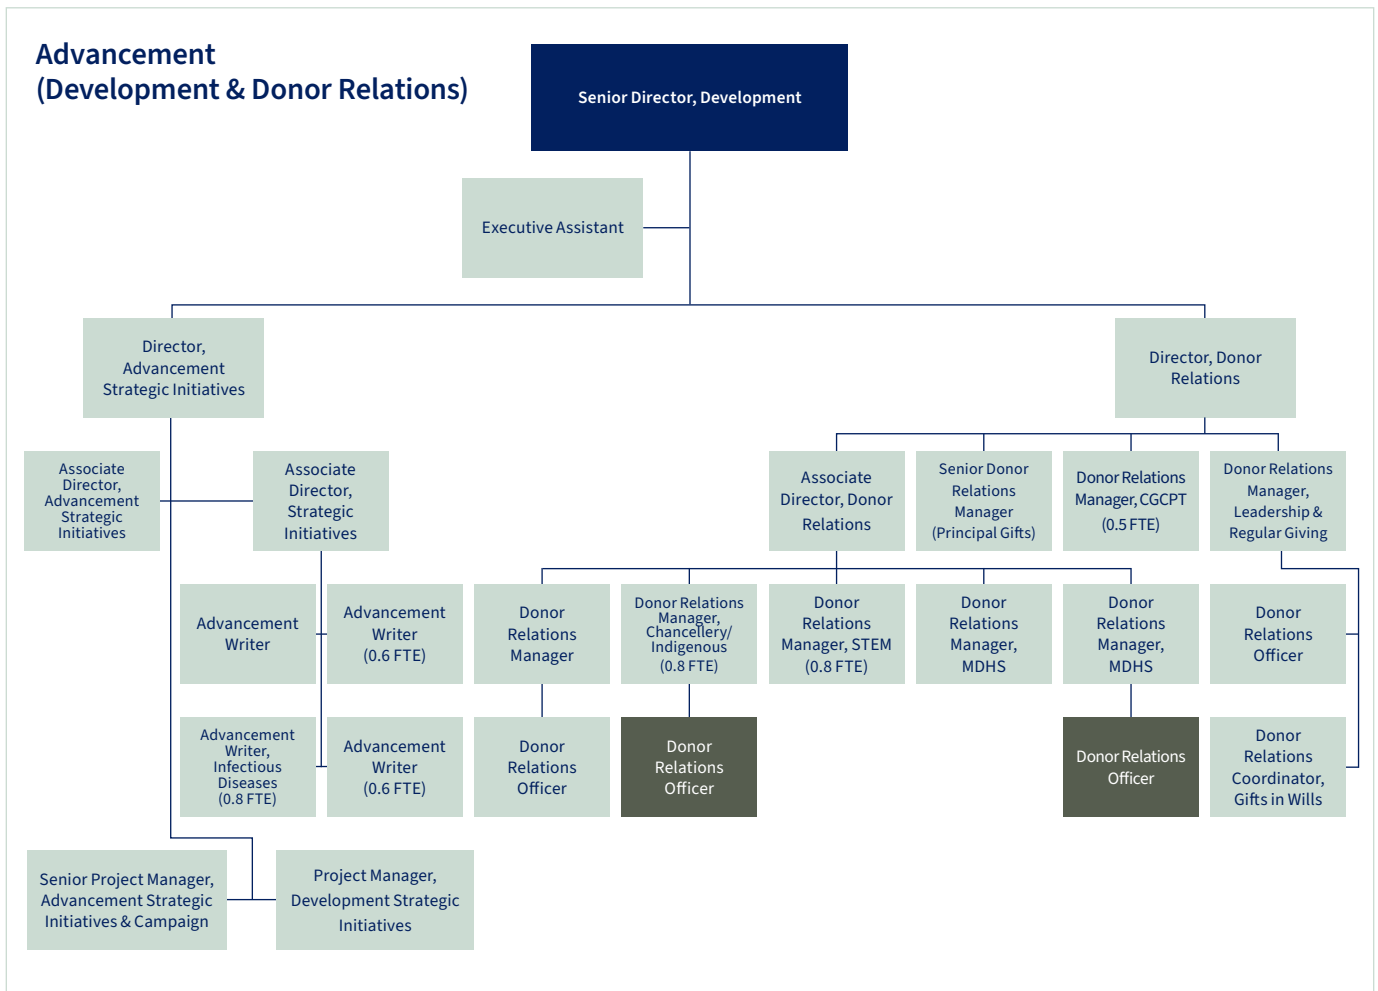 Advancement
(Development & Donor Relations)
Senior Director, Development
Executive Assistant
Director,
Advancement
Strategic Initiatives
Director, Donor
Relations
Associate
Director,
Advancement
Strategic
Initiatives
Associate
Director,
Strategic
Initiatives
Associate
Director, Donor
Relations
Senior Donor
Relations
Manager
(Principal Gifts)
Donor Relations
Manager, CGCPT
(0.5 FTE)
Donor Relations
Manager,
Leadership &
Regular Giving
Advancement
Writer
Advancement
Writer
(0.6 FTE)
Donor
Relations
Manager
Donor Relations
Manager,
Chancellery/
Indigenous
(0.8 FTE)
Donor
Relations
Manager, STEM
(0.8 FTE)
Donor
Relations
Manager,
MDHS
Donor
Relations
Manager,
MDHS
Donor
Relations
Officer
Advancement
Writer,
Infectious
Diseases
(0.8 FTE)
Advancement
Writer
(0.6 FTE)
Donor
Relations
Officer
Donor
Relations
Officer
Donor Relations
Officer
Donor
Relations
Coordinator,
Gifts in Wills
Senior Project Manager,
Advancement Strategic
Initiatives & Campaign
Project Manager,
Development Strategic
Initiatives